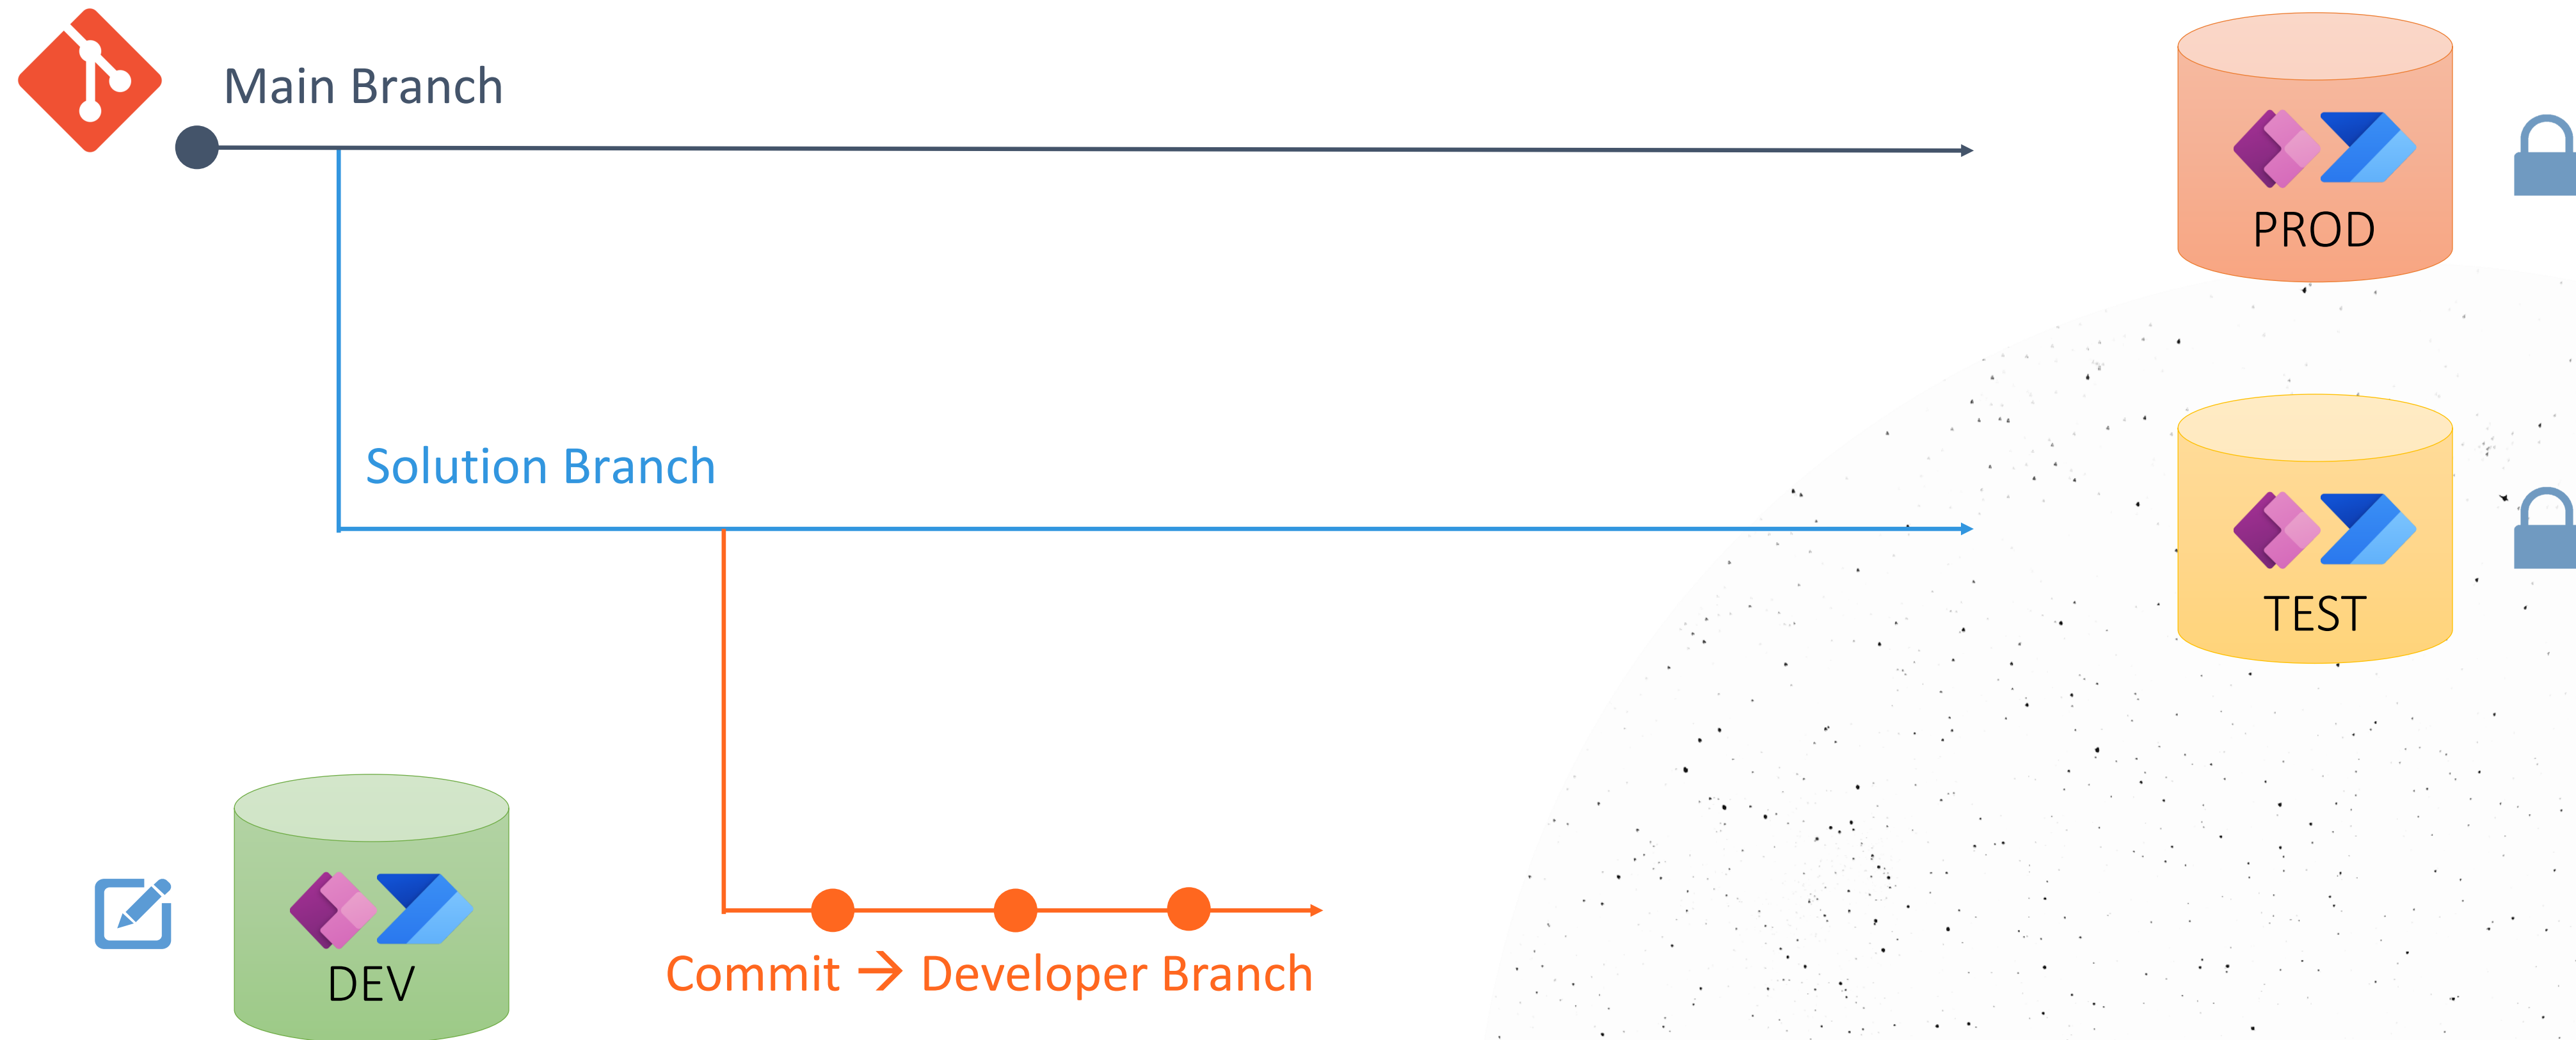 Main Branch
PROD
Solution Branch
TEST
DEV
Commit → Developer Branch